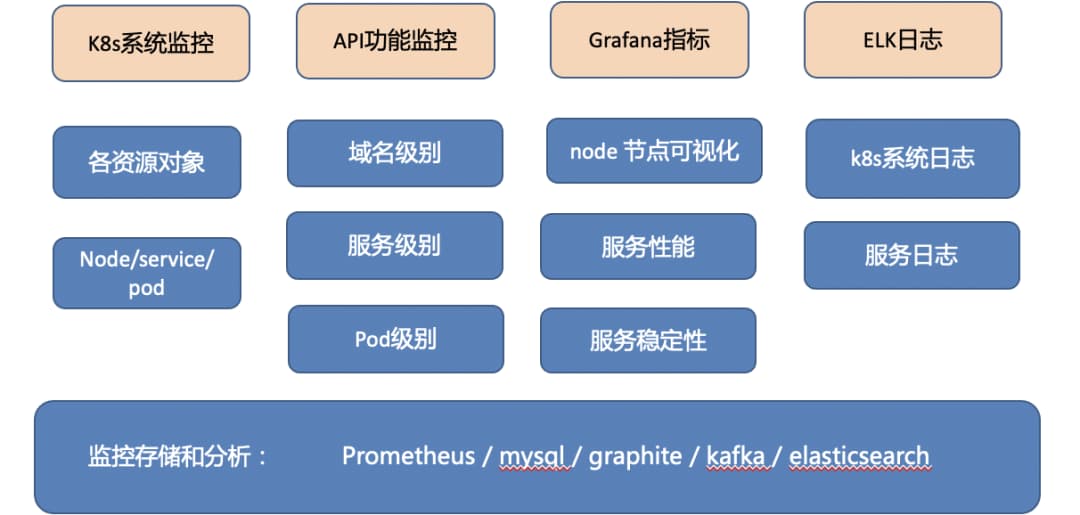 K8s系统监控
API功能监控
Grafana指标
ELK日志
各资源对象
域名级别
node 节点可视化
k8s系统日志
Node/service/
pod
服务级别
服务性能
服务日志
Pod级别
服务稳定性
监控存储和分析： Prometheus / mysql / graphite / kafka / elasticsearch